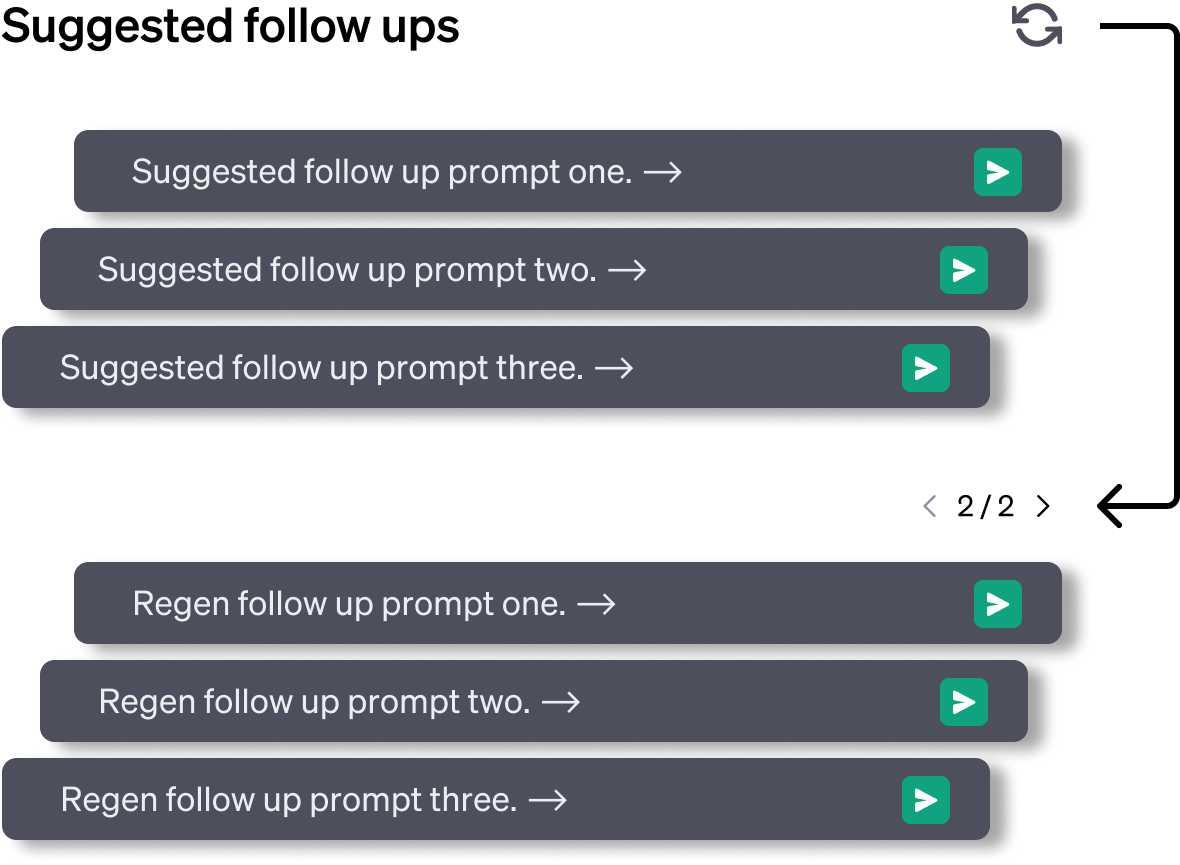 Suggested follow ups
Suggested follow up prompt one. →
Suggested follow up prompt two. →
Suggested follow up prompt three. →
< 2 / 2 >
Regen follow up prompt one. →
Regen follow up prompt two. →
Regen follow up prompt three. →